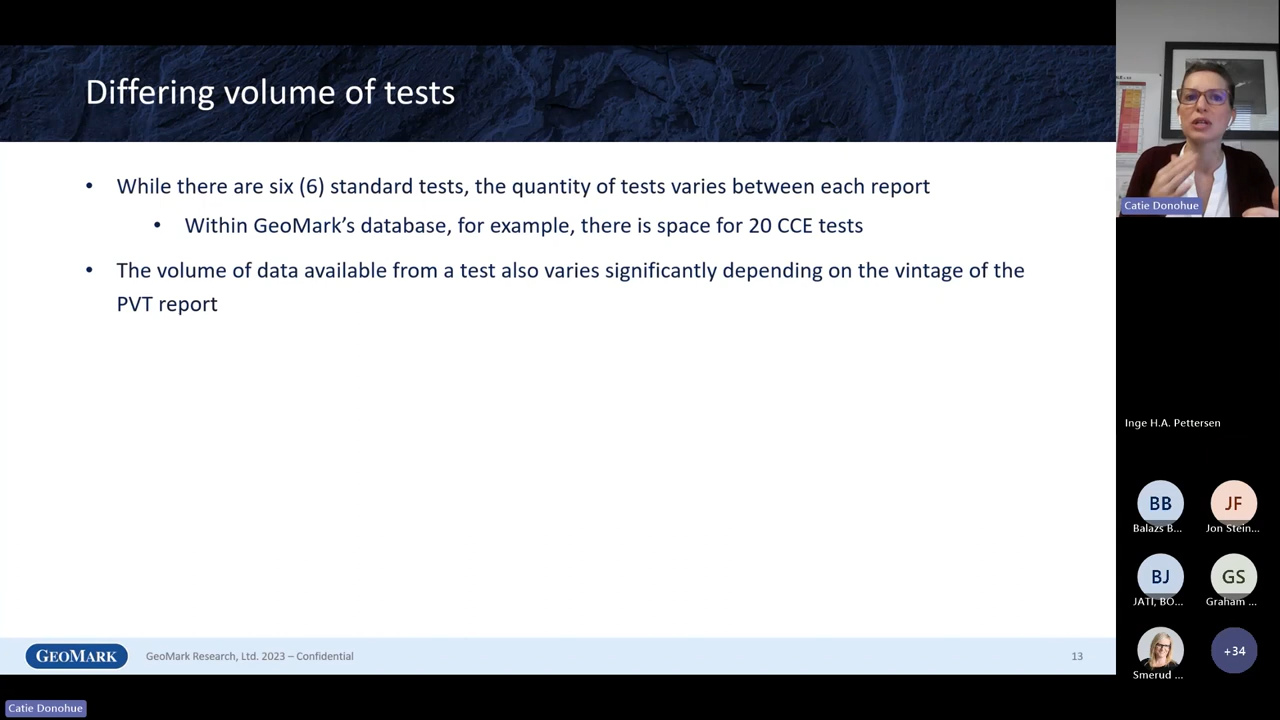 Differing volume of tests
• While there are six (6) standard tests, the quantity of tests varies between each report
• Within GeoMark's database, for example, there is space for 20 CCE tests
• The volume of data available from a test also varies significantly depending on the vintage of the
PVT report
GEOMARK
GeoMark Research, Ltd. 2023 – Confidential
13
Catie Donohue
Inge H.A. Pettersen
BB
JF
Balazs B...
Jon Stein...
BJ
GS
JATI, BO...
Graham ...
+34
Smerud ...
Catie Donohue